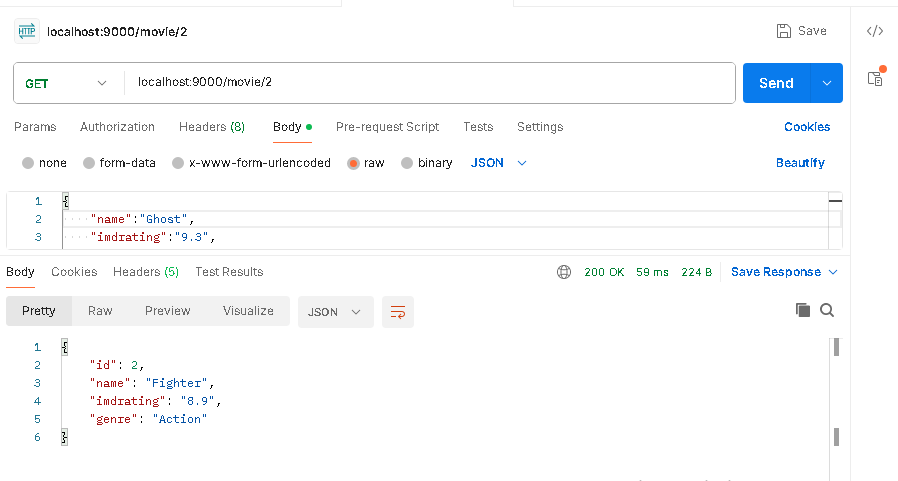 HTTP localhost:9000/movie/2 Save
GET localhost:9000/movie/2 Send
Params Authorization Headers (8) Body Pre-request Script Tests Settings Cookies
none form-data x-www-form-urlencoded raw binary JSON Beautify
1 {
2 "name":"Ghost",
3 "imdrating":"9.3",
Body Cookies Headers (5) Test Results 200 OK 59 ms 224 B Save Response
Pretty Raw Preview Visualize JSON
1 {
2 "id": 2,
3 "name": "Fighter",
4 "imdrating": "8.9",
5 "genre": "Action"
6 }